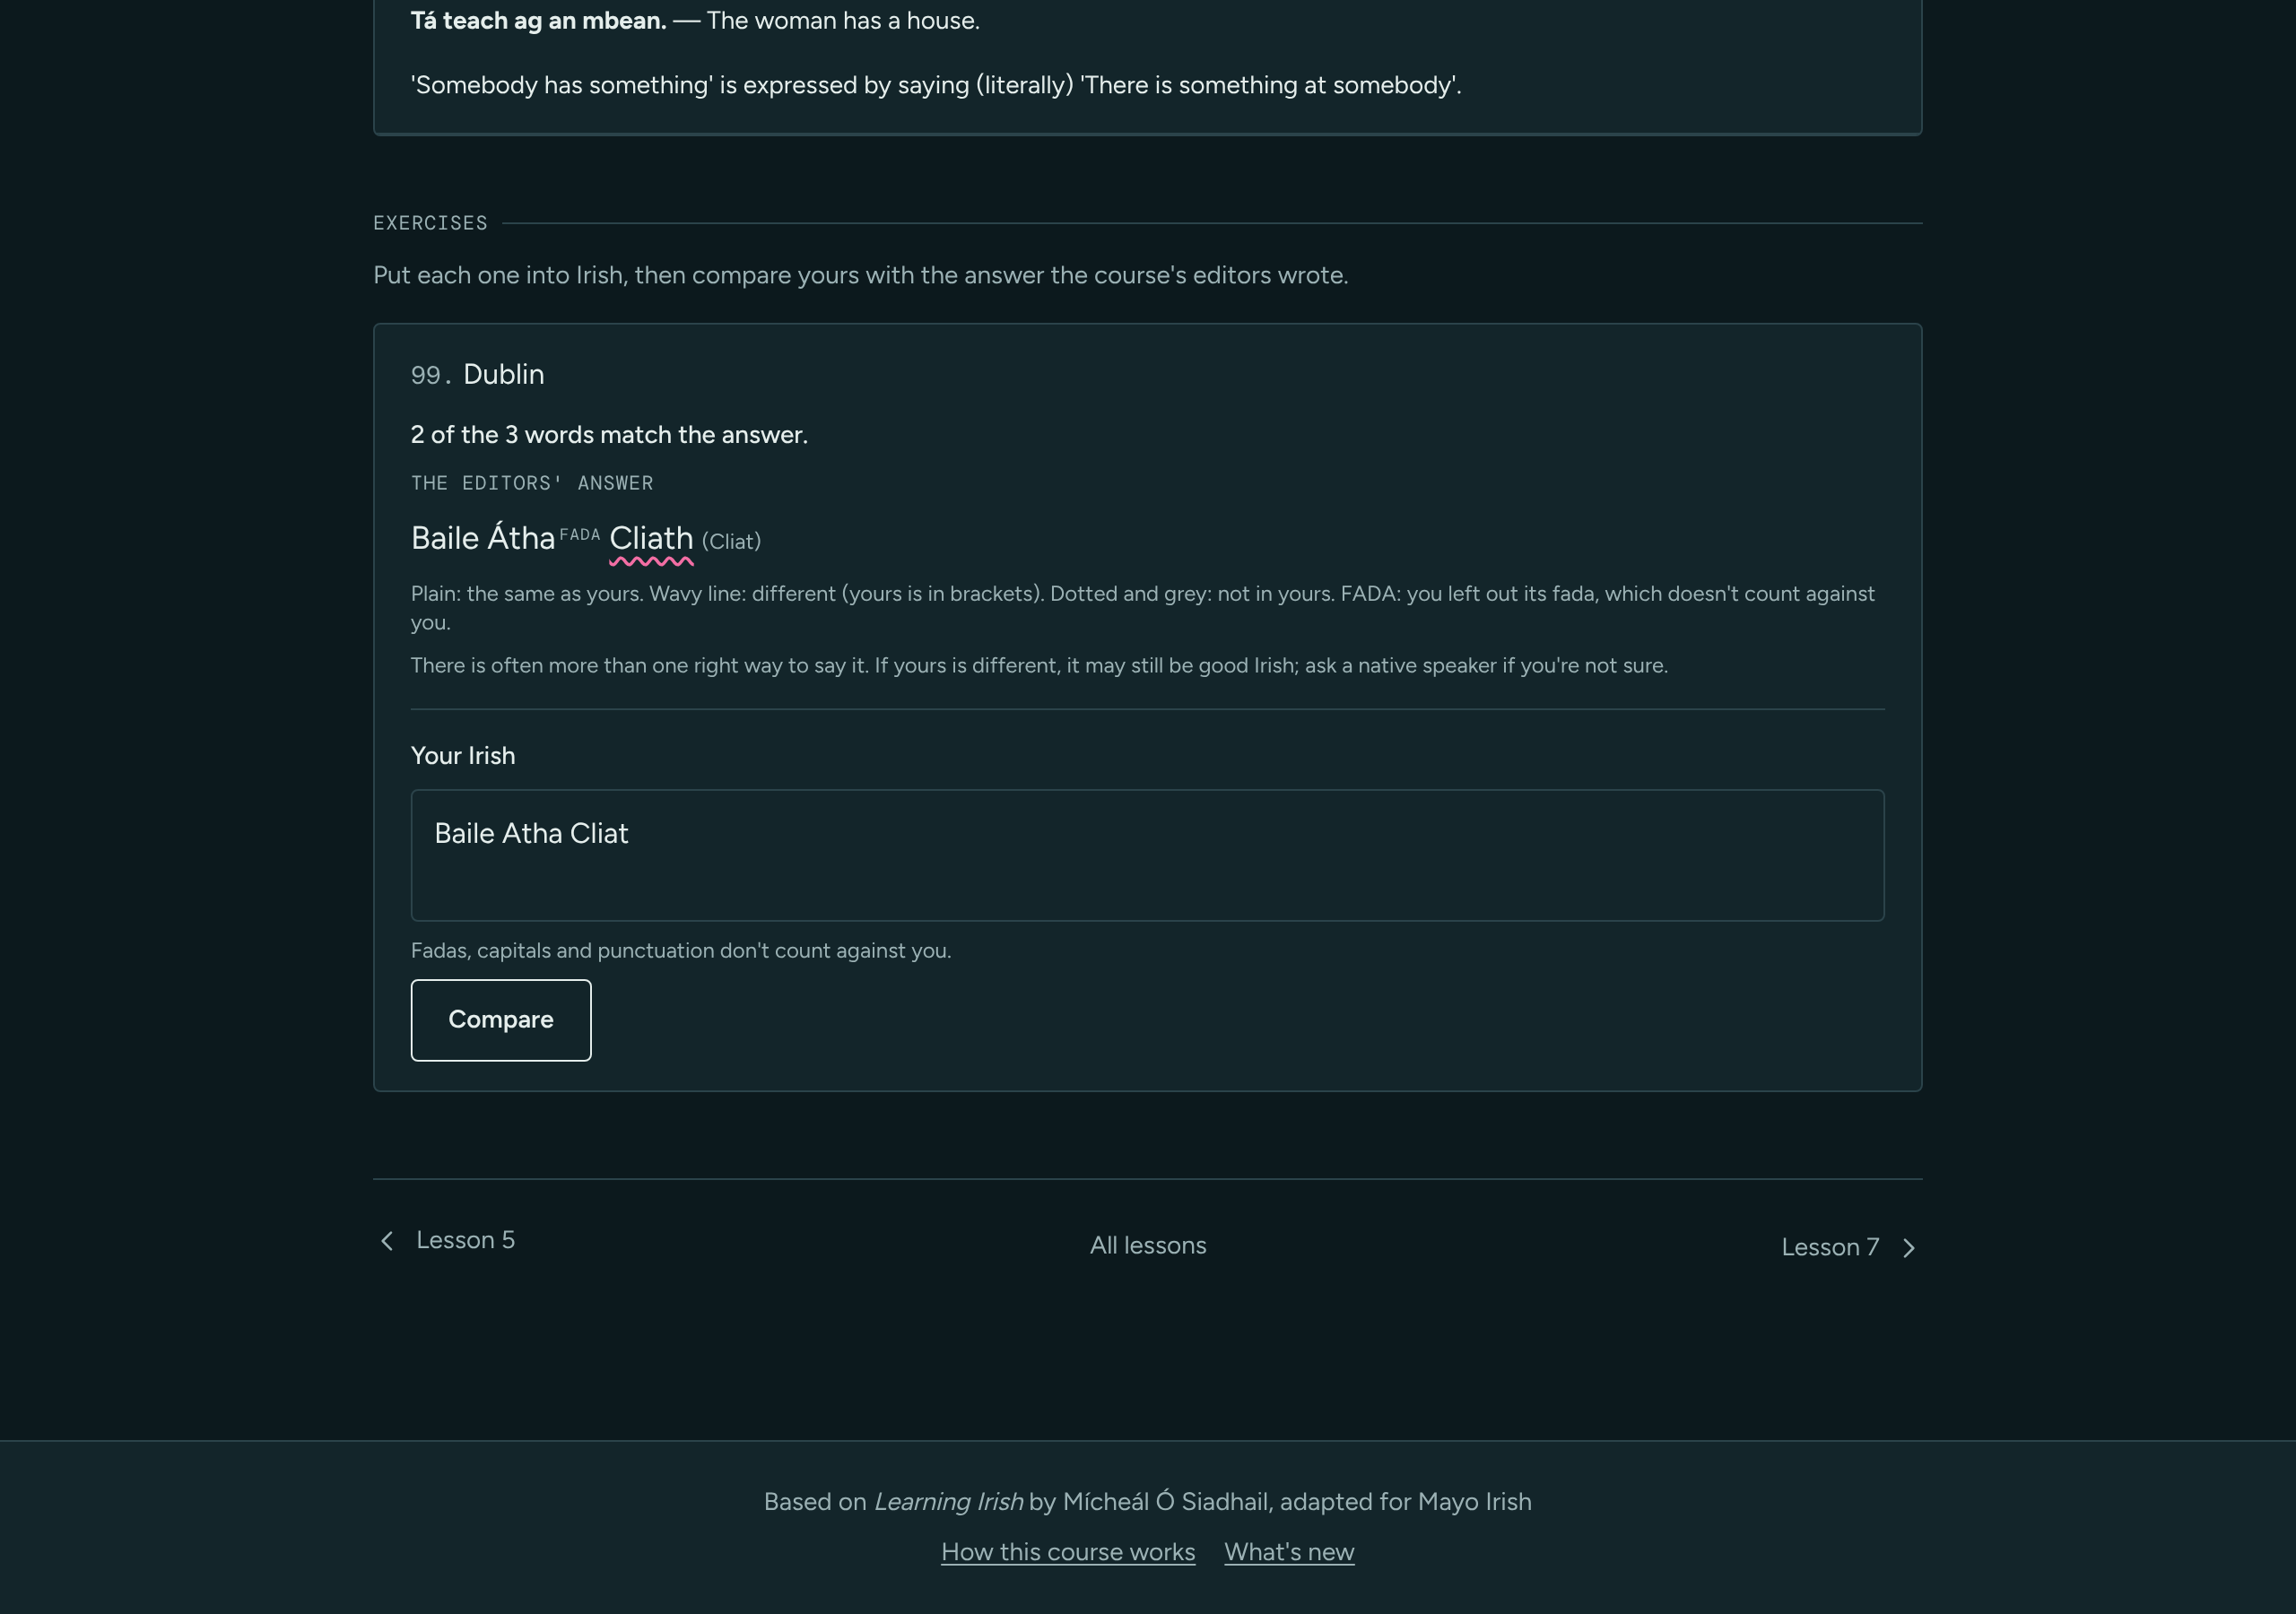 Tá teach ag an mbean. — The woman has a house.
'Somebody has something' is expressed by saying (literally) 'There is something at somebody'.
EXERCISES
Put each one into Irish, then compare yours with the answer the course's editors wrote.
99. Dublin
2 of the 3 words match the answer.
THE EDITORS' ANSWER
Baile Átha FADA Cliath (Cliat)
Plain: the same as yours. Wavy line: different (yours is in brackets). Dotted and grey: not in yours. FADA: you left out its fada, which doesn't count against
you.
There is often more than one right way to say it. If yours is different, it may still be good Irish; ask a native speaker if you're not sure.
Your Irish
Baile Atha Cliat
Fadas, capitals and punctuation don't count against you.
Compare
Lesson 5
All lessons
Lesson 7
Based on Learning Irish by Mícheál Ó Siadhail, adapted for Mayo Irish
How this course works What's new